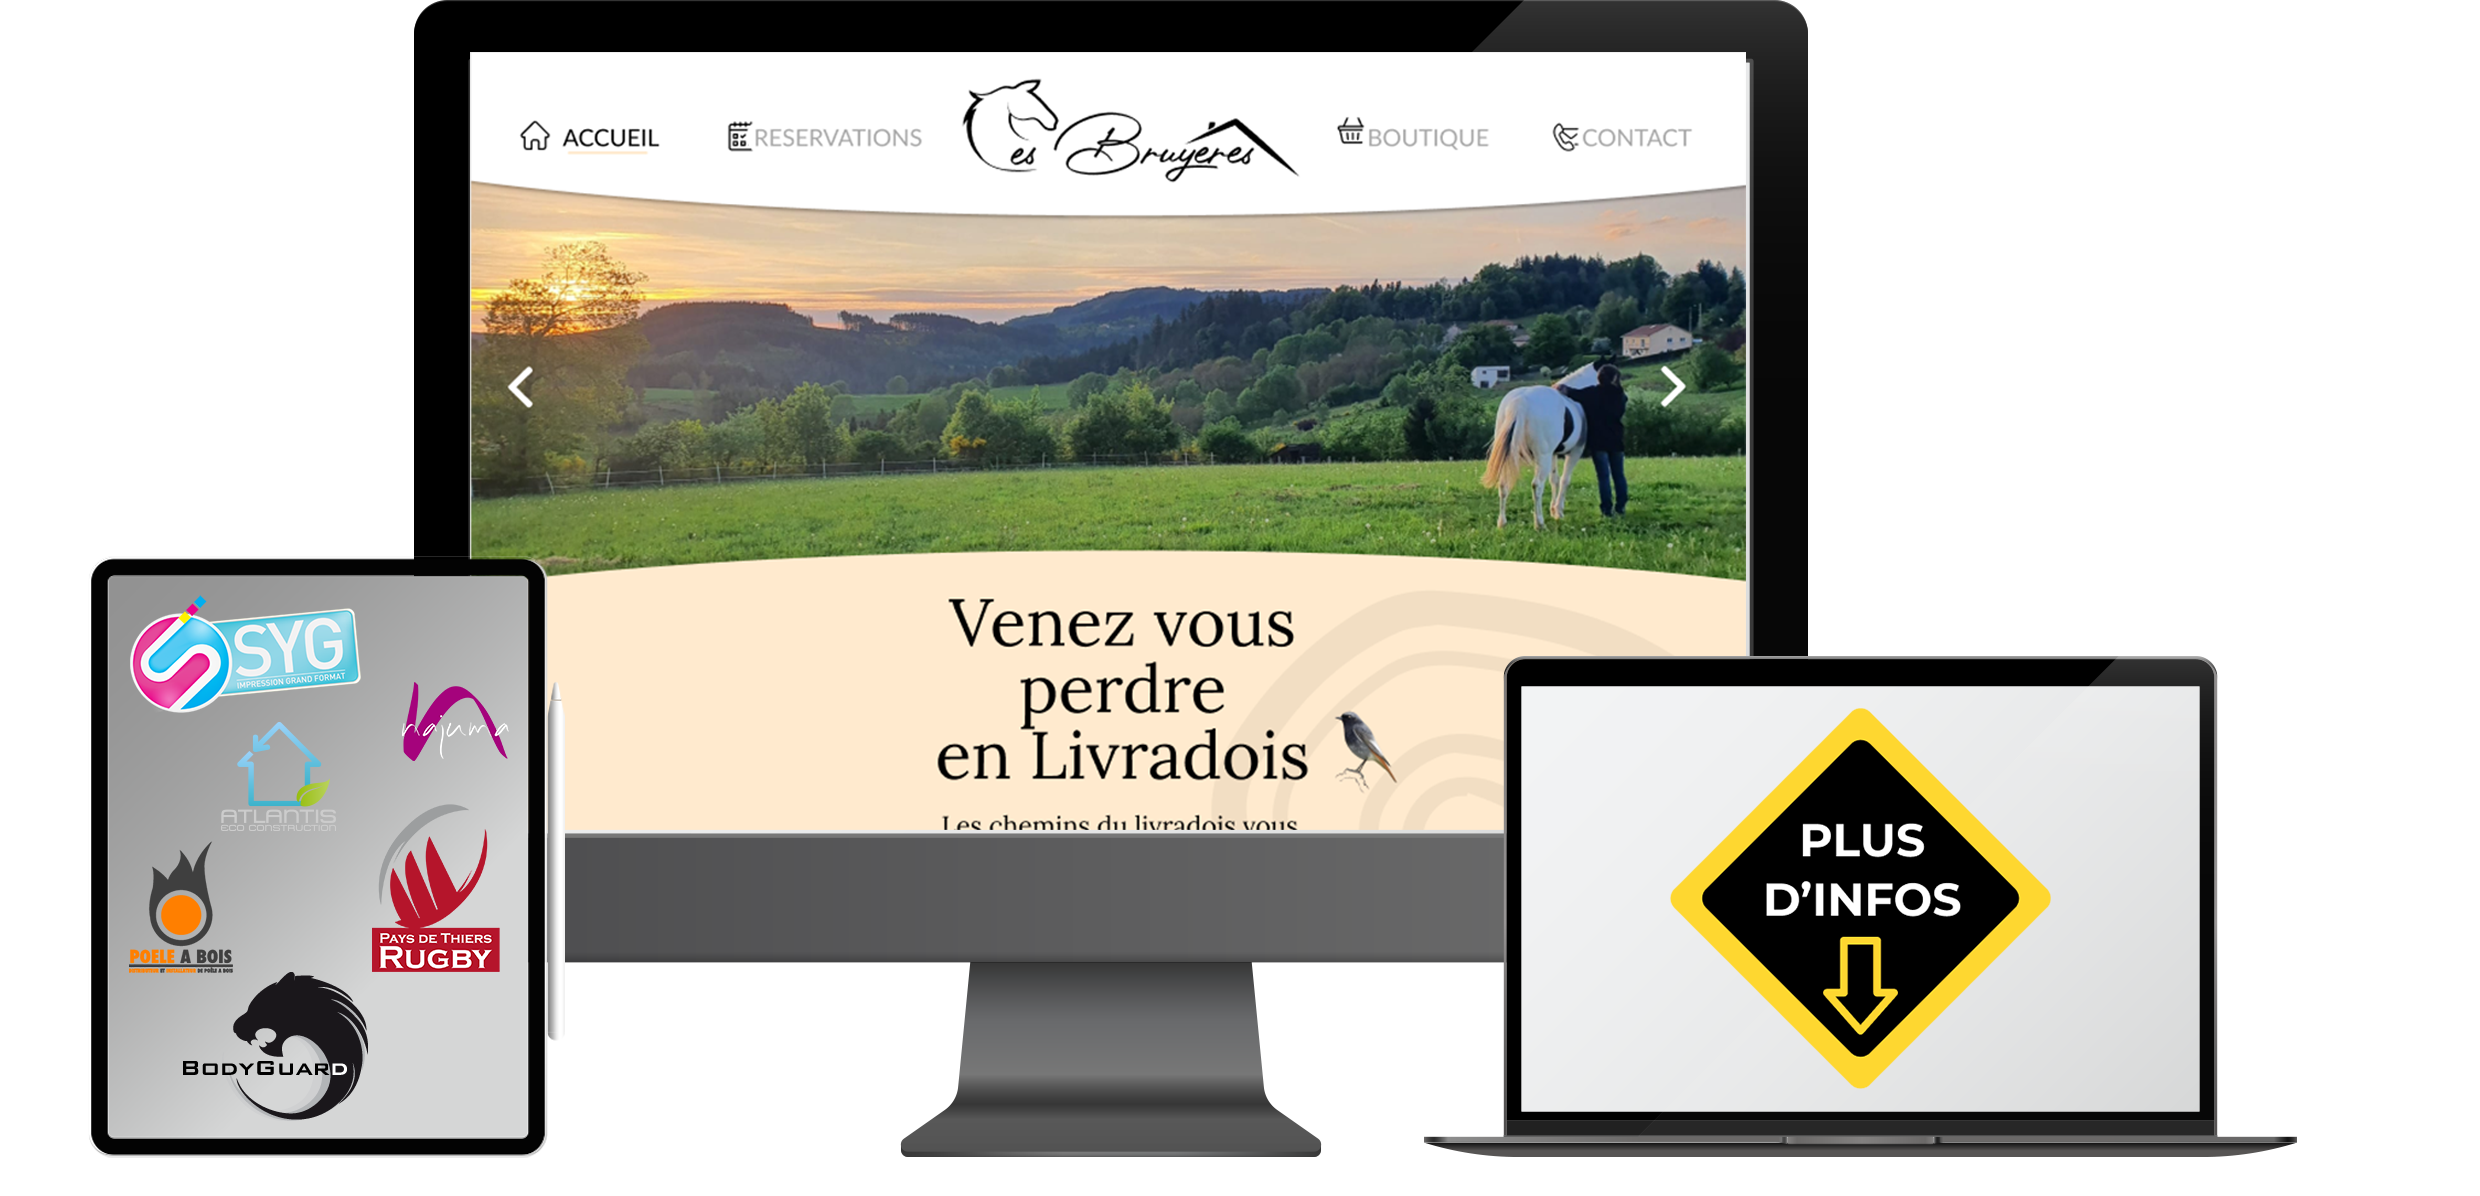 ACCUEIL
RESERVATIONS
Les Bruyeres
BOUTIQUE
CONTACT
Venez vous
perdre
en Livradois
Les chemins du livradois vous
SYG
IMPRESSION GRAND FORMAT
najuma
ATLANTIS
ECO CONSTRUCTION
POELE A BOIS
PAYS DE THIERS
RUGBY
BODYGUARD
PLUS
D'INFOS